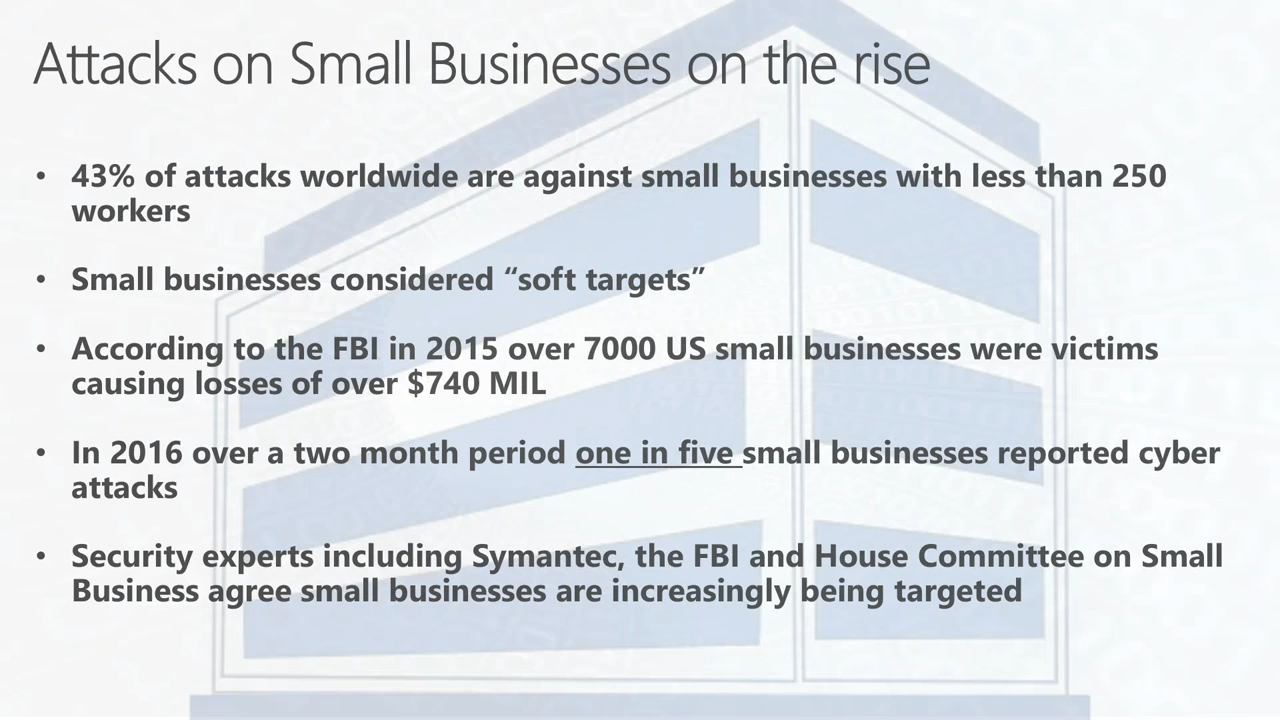 Attacks on Small Businesses on the rise
• 43% of attacks worldwide are against small businesses with less than 250
workers
• Small businesses considered “soft targets”
• According to the FBI in 2015 over 7000 US small businesses were victims
causing losses of over $740 MIL
• In 2016 over a two month period one in five small businesses reported cyber
attacks
• Security experts including Symantec, the FBI and House Committee on Small
Business agree small businesses are increasingly being targeted